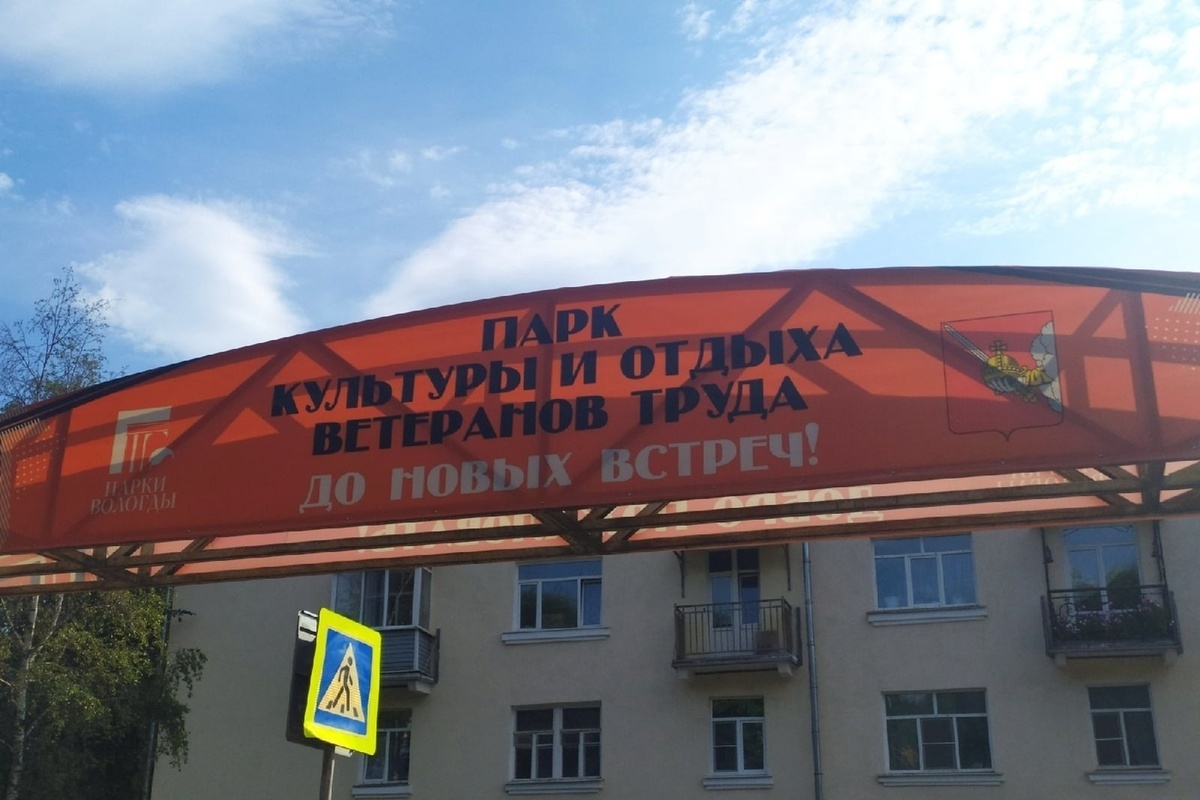 ПАРК
КУЛЬТУРЫ И ОТДЫХА
ВЕТЕРАНОВ ТРУДА
ДО НОВЫХ ВСТРЕЧ!
ПАРКИ
ВОЛОГДЫ